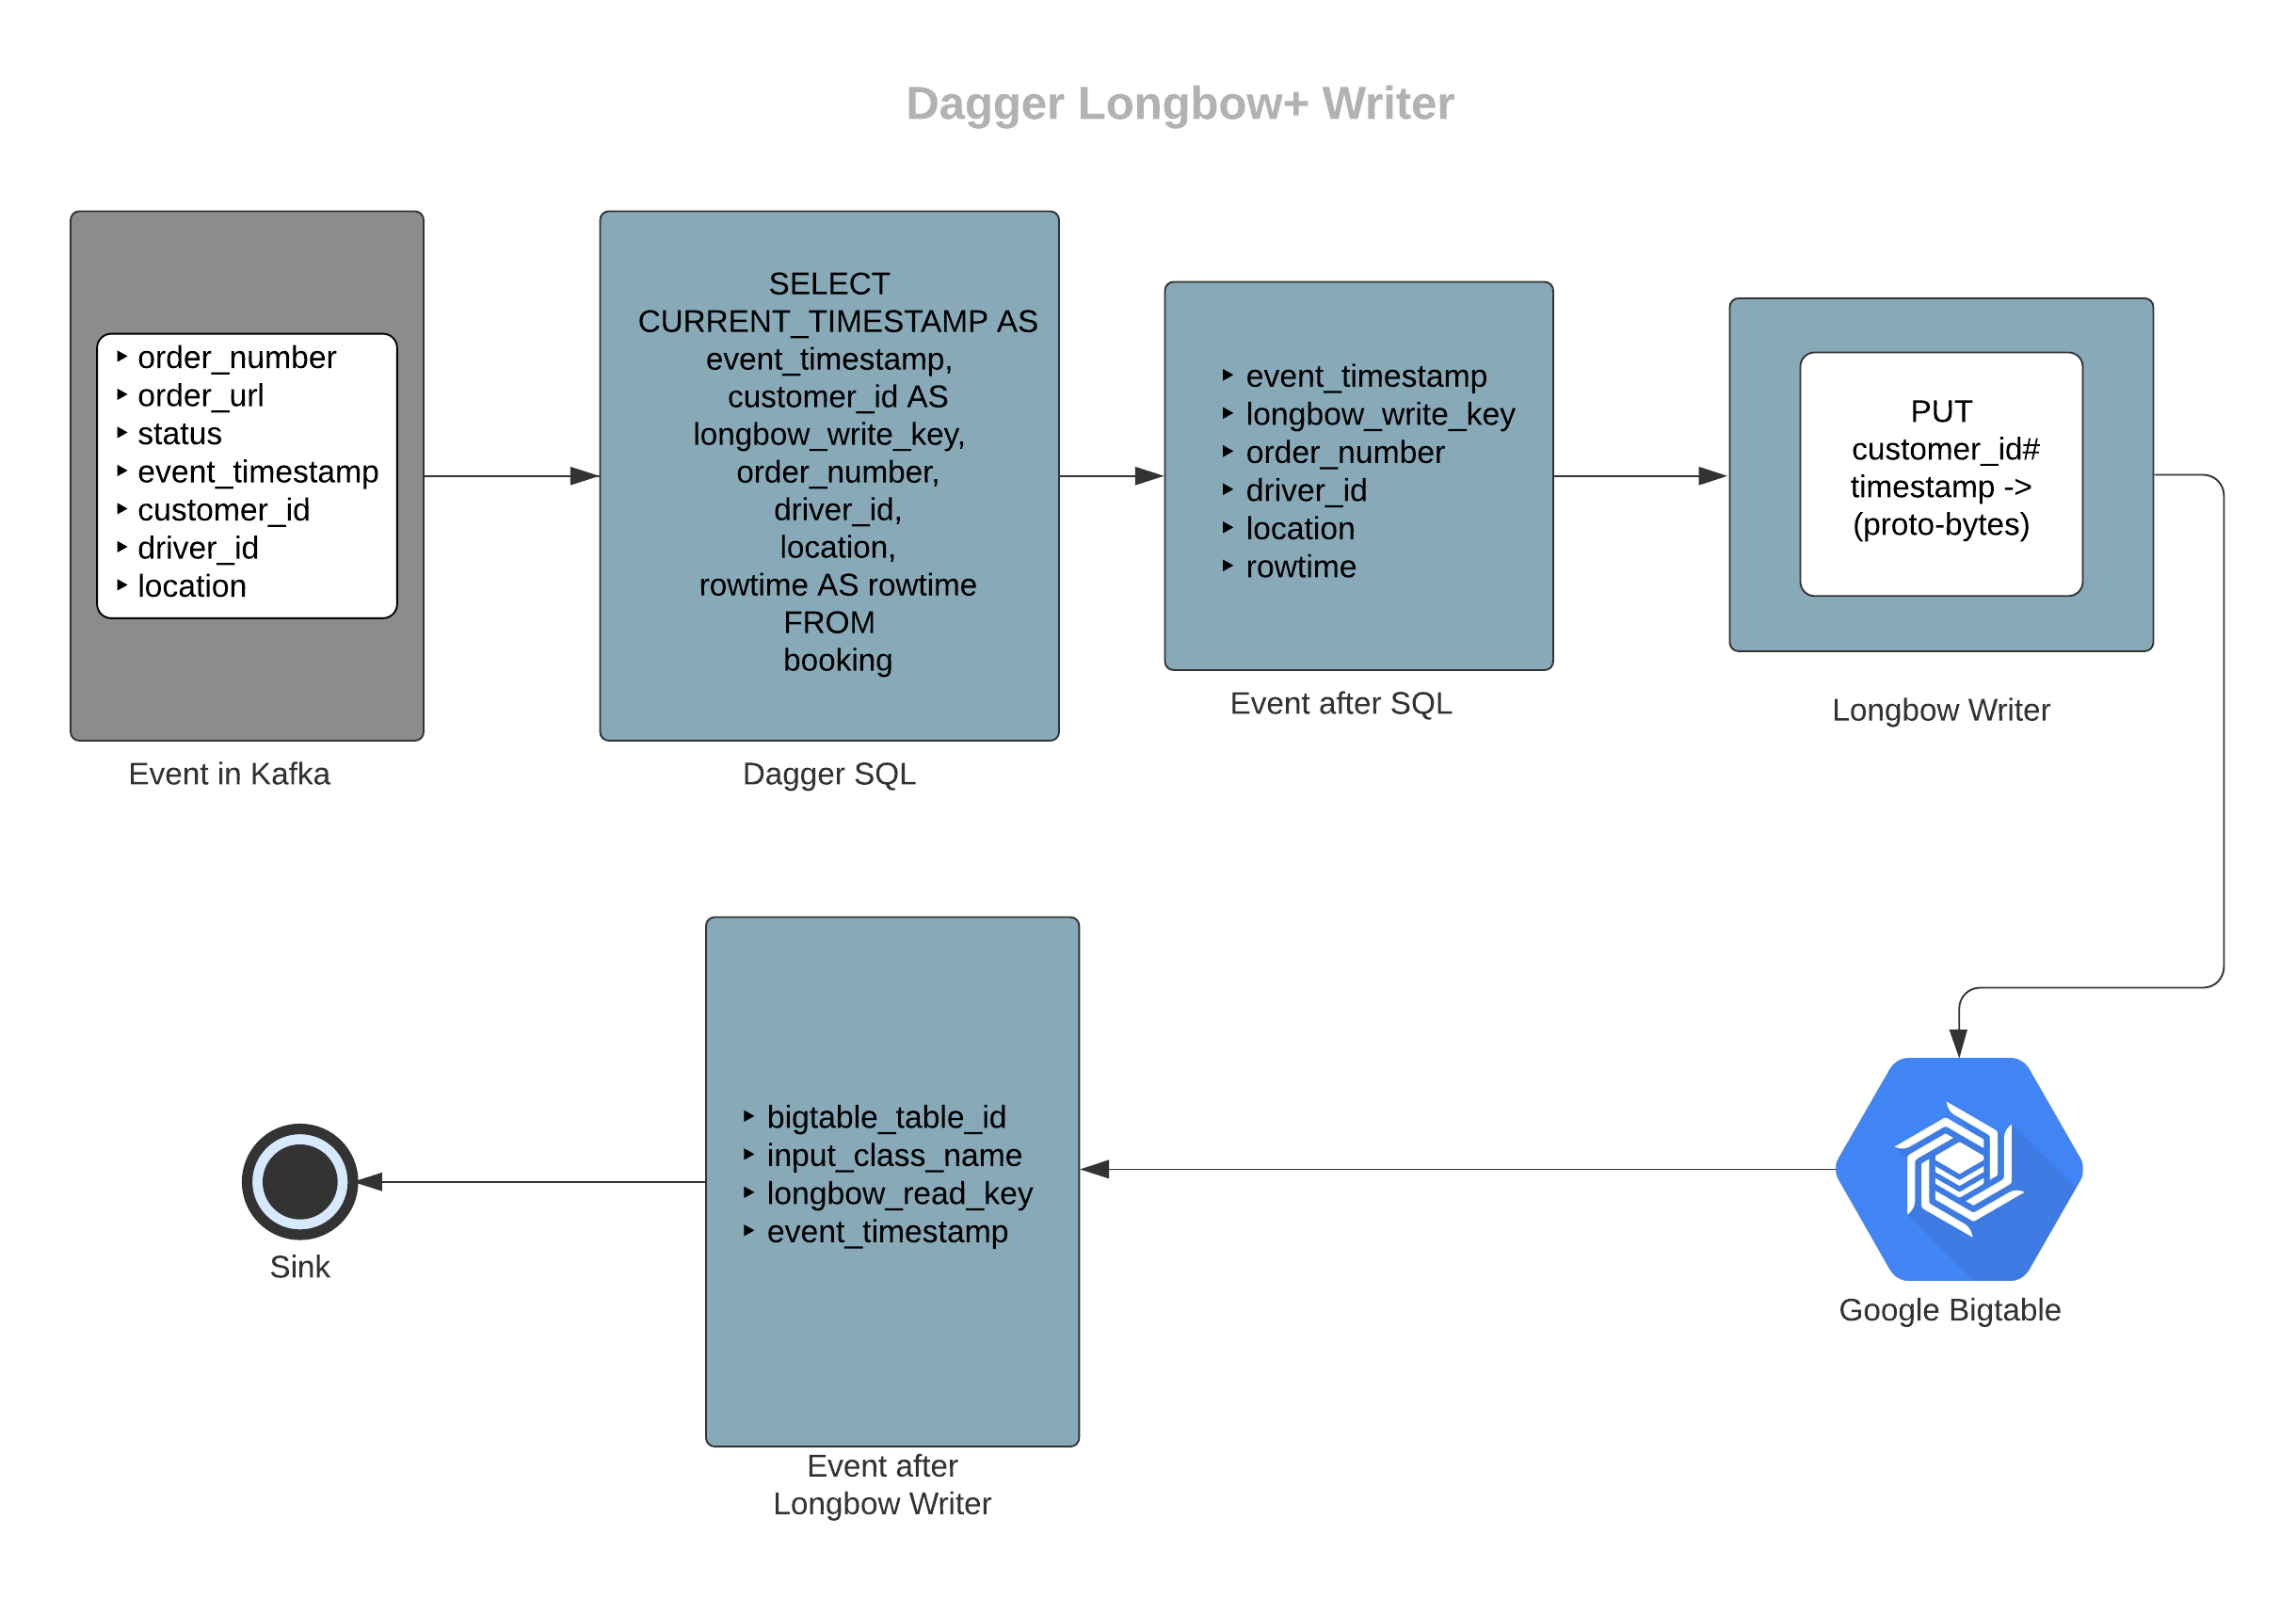 Dagger Longbow+ Writer
order_number
order_url
status
event_timestamp
customer_id
driver_id
location
Event in Kafka
SELECT
CURRENT_TIMESTAMP AS
event_timestamp,
customer_id AS
longbow_write_key,
order_number,
driver_id,
location,
rowtime AS rowtime
FROM
booking
Dagger SQL
event_timestamp
longbow_write_key
order_number
driver_id
location
rowtime
Event after SQL
PUT
customer_id#
timestamp ->
(proto-bytes)
Longbow Writer
Google Bigtable
bigtable_table_id
input_class_name
longbow_read_key
event_timestamp
Event after
Longbow Writer
Sink